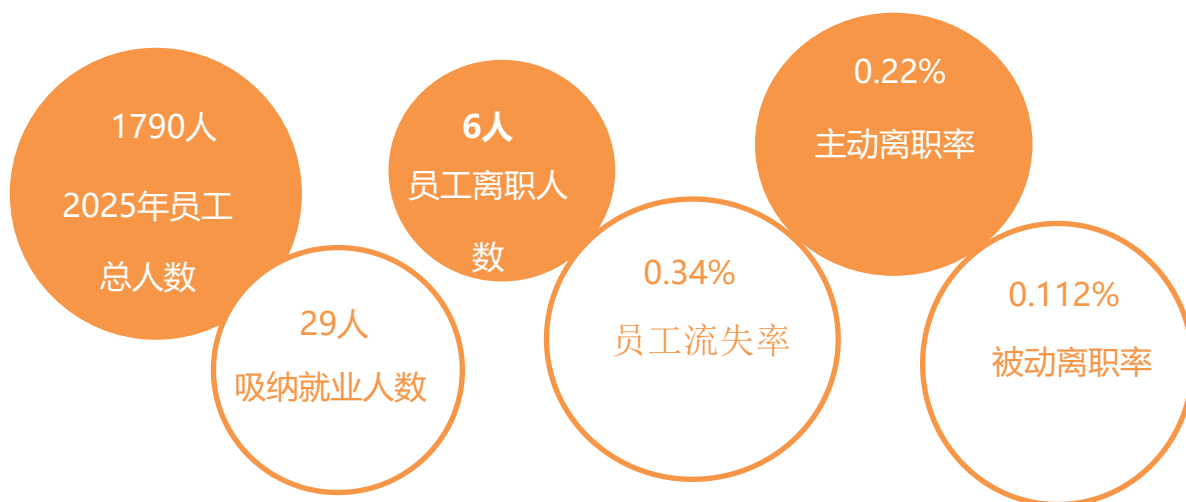 1790人
2025年员工
总人数
29人
吸纳就业人数
6人
员工离职人
数
0.34%
员工流失率
0.22%
主动离职率
0.112%
被动离职率